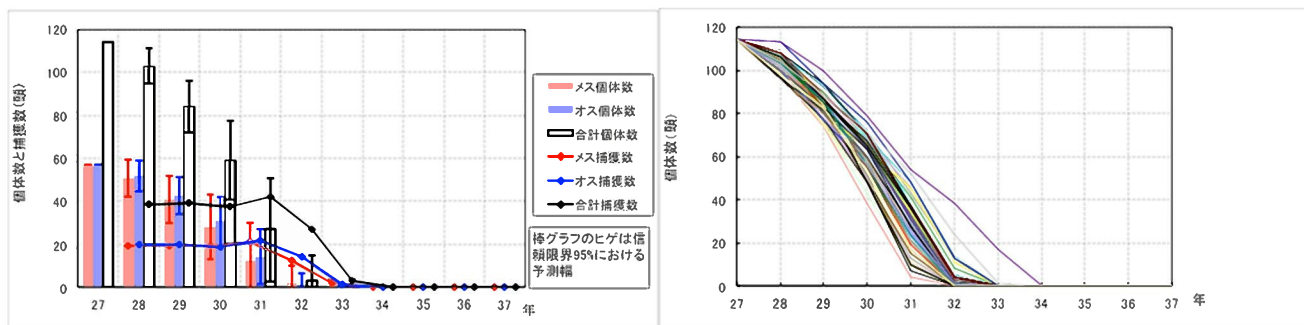 個体数と捕獲数(頭)
120
100
80
60
40
20
0
27 28 29 30 31 32 33 34 35 36 37 年
メス個体数
オス個体数
合計個体数
メス捕獲数
オス捕獲数
合計捕獲数
棒グラフのヒゲは信
頼限界95%における
予測幅
個体数(頭)
120
100
80
60
40
20
0
27 28 29 30 31 32 33 34 35 36 37 年